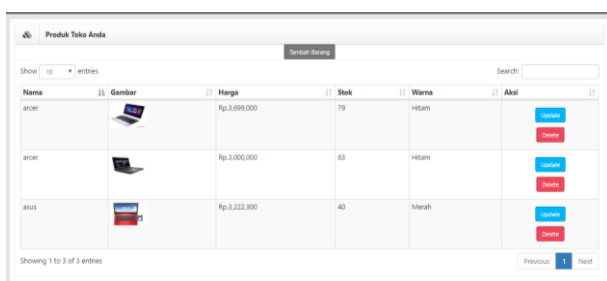 Produk Toko Anda
Tambah Barang
Show 10 entries
Search:
Nama Gambar Harga Stok Warna Aksi
arcer Rp.3,699,000 79 Hitam Update
Delete
arcer Rp.3,000,000 63 Hitam Update
Delete
asus Rp.3,222,300 40 Merah Update
Delete
Showing 1 to 3 of 3 entries
Previous 1 Next